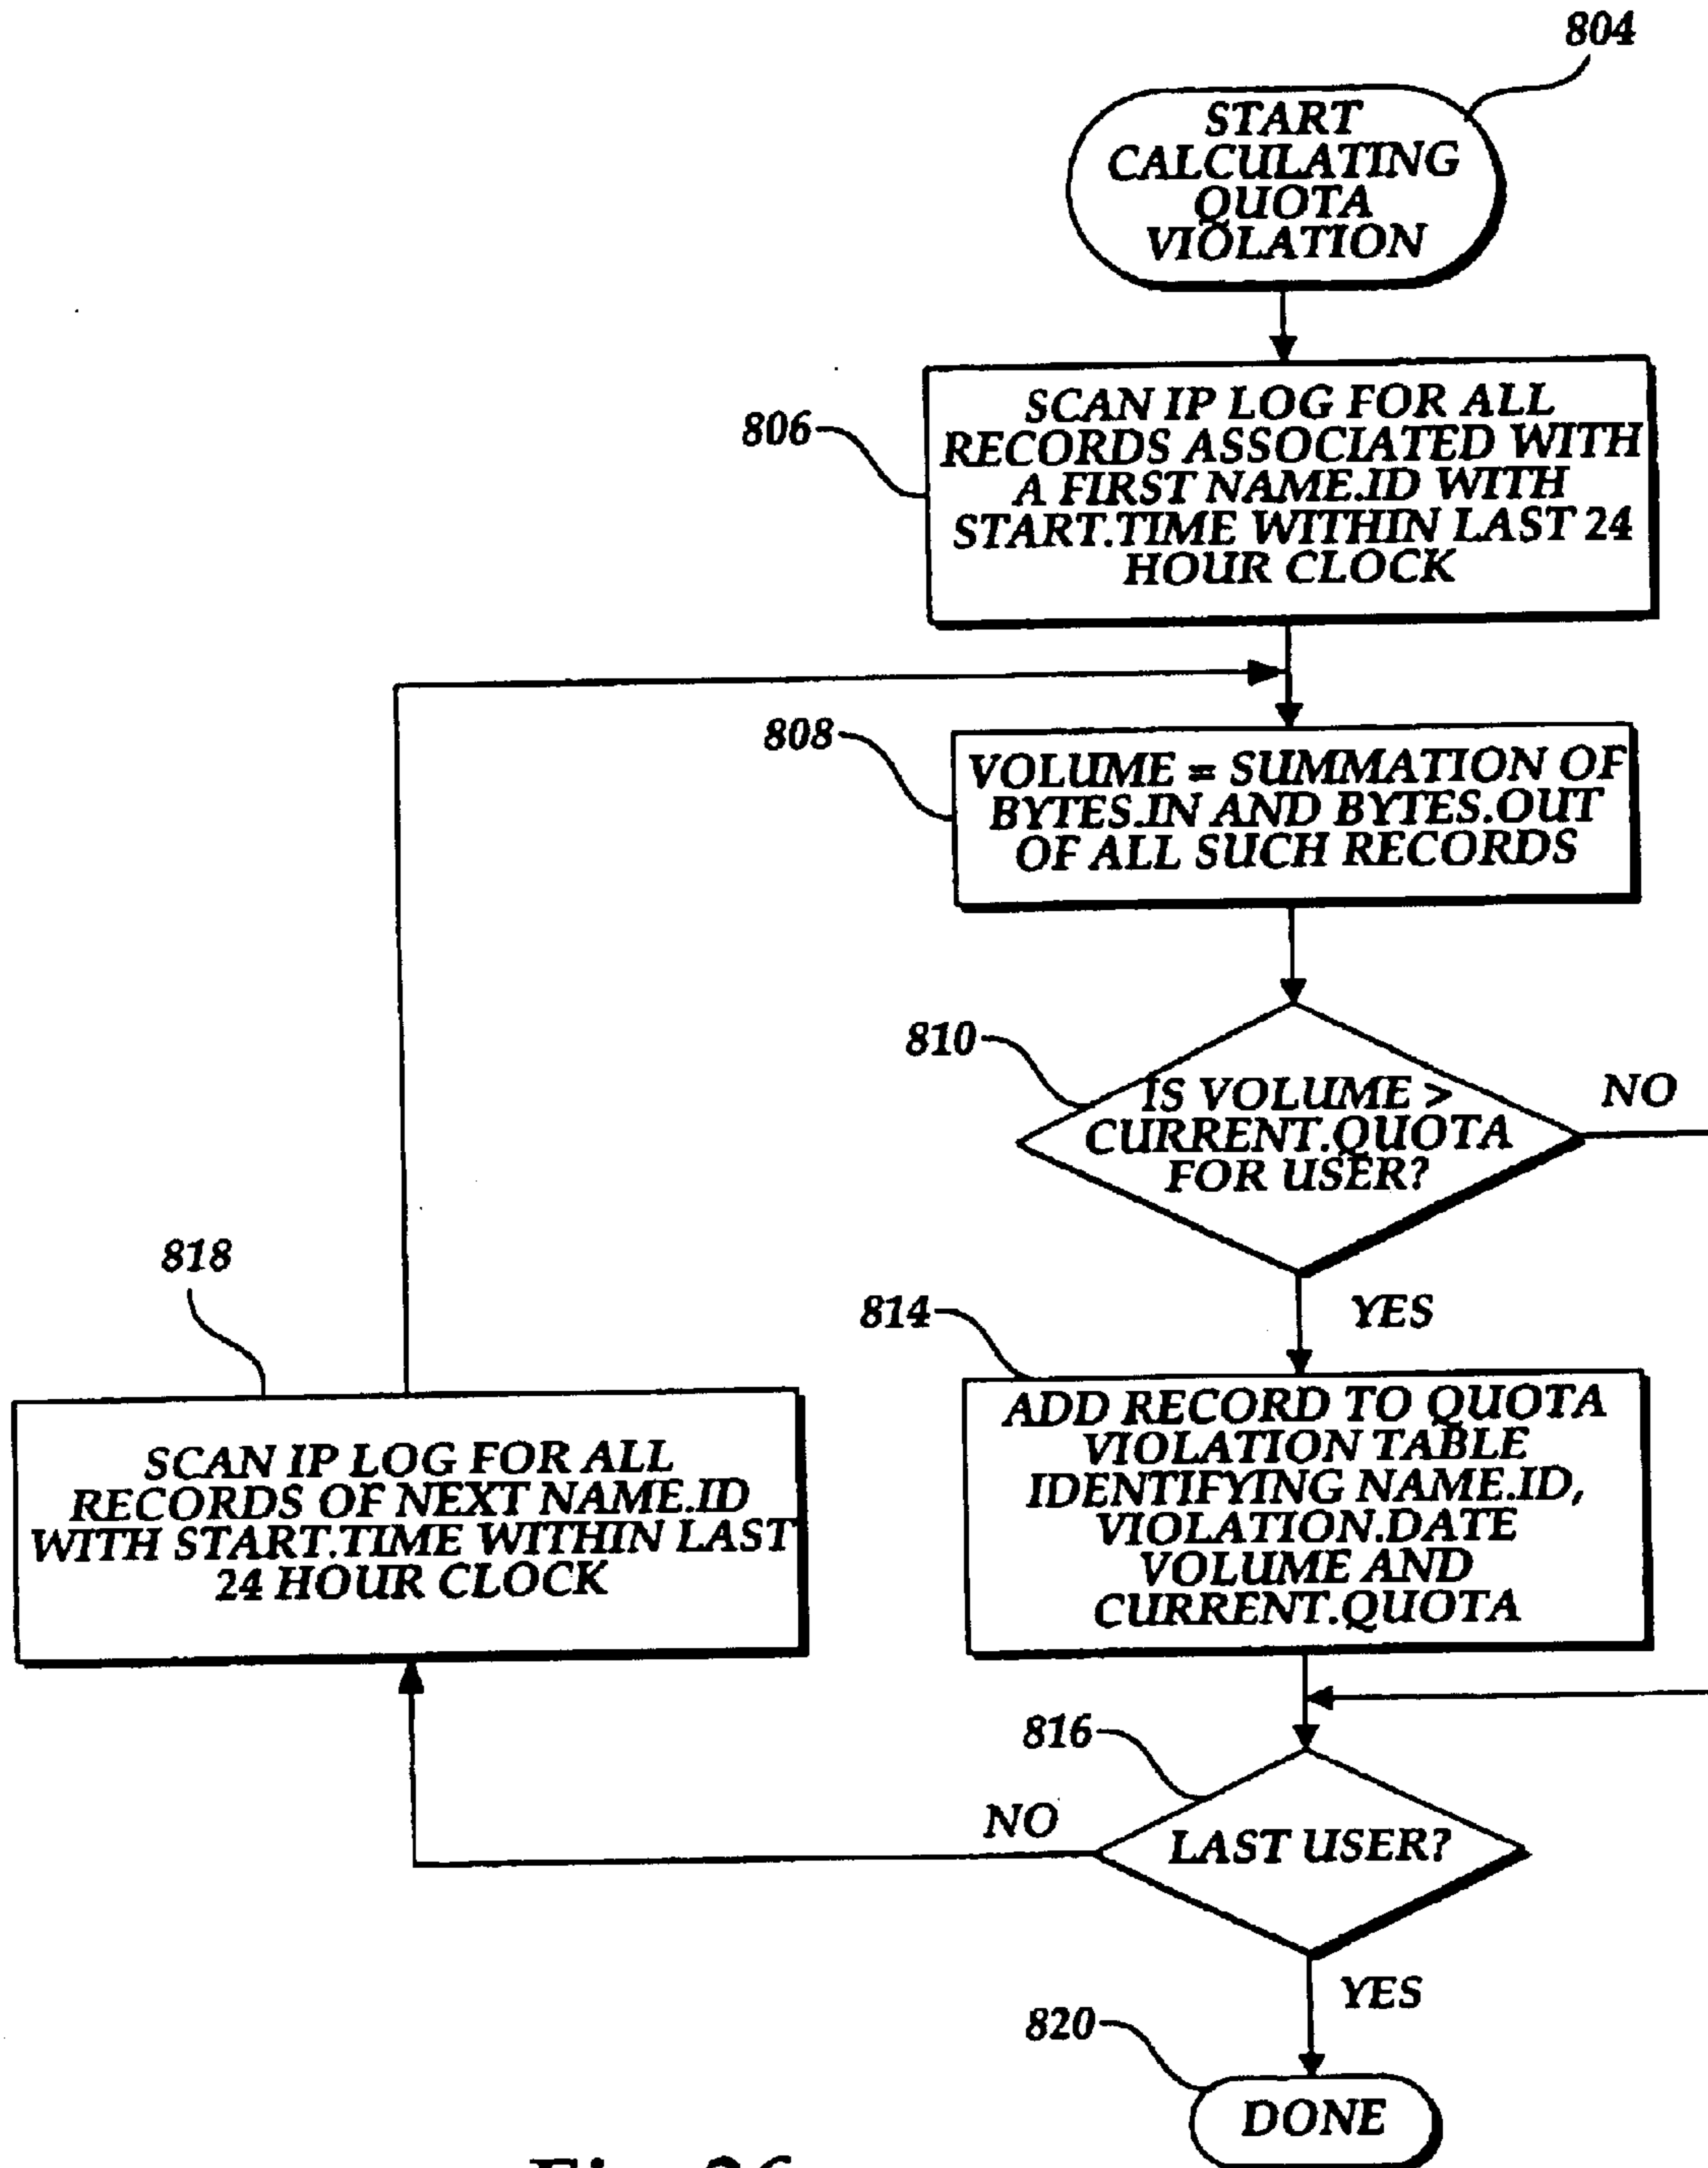 804
START
CALCULATING
QUOTA
VIOLATION
806
SCAN IP LOG FOR ALL
RECORDS ASSOCIATED WITH
A FIRST NAME.ID WITH
START.TIME WITHIN LAST 24
HOUR CLOCK
808
VOLUME = SUMMATION OF
BYTES.IN AND BYTES.OUT
OF ALL SUCH RECORDS
810
IS VOLUME >
CURRENT.QUOTA
FOR USER?
NO
YES
814
ADD RECORD TO QUOTA
VIOLATION TABLE
IDENTIFYING NAME.ID,
VIOLATION.DATE
VOLUME AND
CURRENT.QUOTA
818
SCAN IP LOG FOR ALL
RECORDS OF NEXT NAME.ID
WITH START.TIME WITHIN LAST
24 HOUR CLOCK
816
LAST USER?
NO
YES
820
DONE